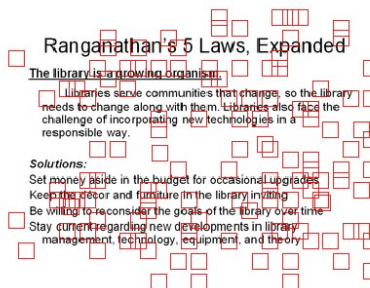 Ranganathan's 5 Laws, Expanded
The library is a growing organism.
Libraries serve communities that change, so the library
needs to change along with them. Libraries also face the
challenge of incorporating new technologies in a
responsible way.
Solutions:
Set money aside in the budget for occasional upgrades
Keep the décor and furniture in the library inviting
Be willing to reconsider the goals of the library over time
Stay current regarding new developments in library
management, technology, equipment, and theory